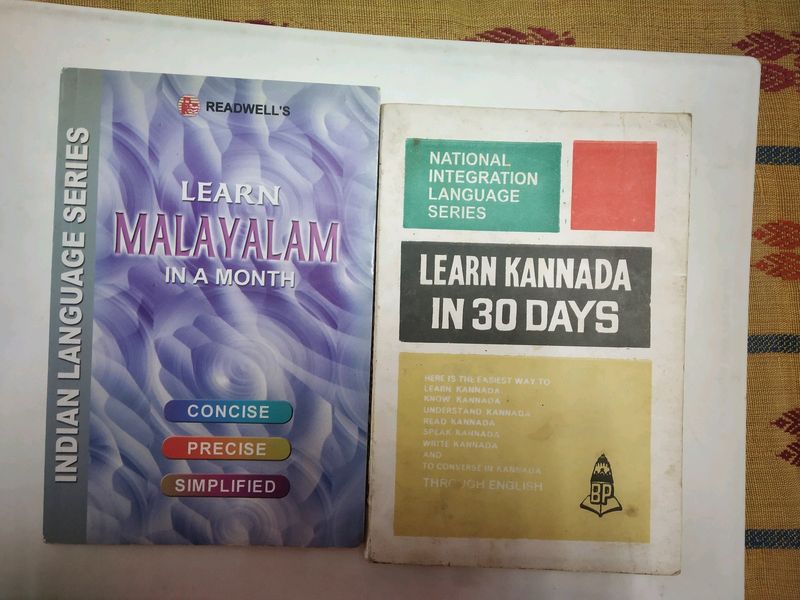 INDIAN LANGUAGE SERIES
READWELL'S
LEARN
MALAYALAM
IN A MONTH
CONCISE
PRECISE
SIMPLIFIED
NATIONAL
INTEGRATION
LANGUAGE
SERIES
LEARN KANNADA
IN 30 DAYS
HERE IS THE EASIEST WAY TO
LEARN KANNADA
KNOW KANNADA
UNDERSTAND KANNADA
READ KANNADA
SPEAK KANNADA
WRITE KANNADA
AND
TO CONVERSE IN KANNADA
THROUGH ENGLISH
BP